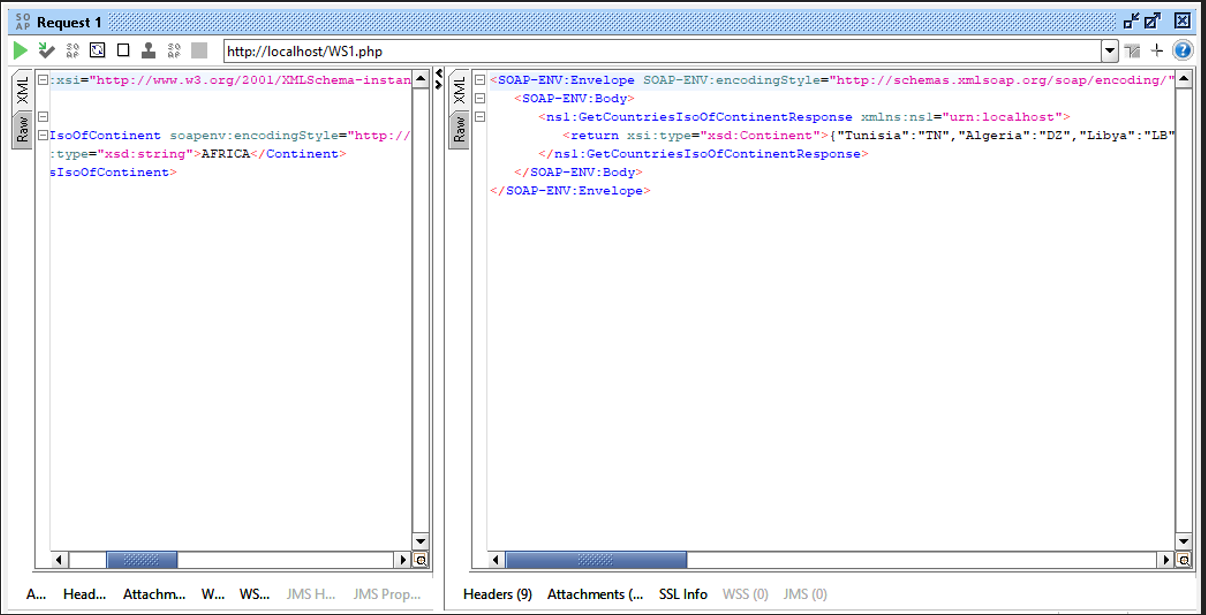 SO AP Request 1
SO AP SO AP http://localhost/WS1.php
XML
Raw
:xsi="http://www.w3.org/2001/XMLSchema-instan
IsoOfContinent soapenv:encodingStyle="http://
:type="xsd:string">AFRICA</Continent>
sIsoOfContinent>
XML
Raw
<SOAP-ENV:Envelope SOAP-ENV:encodingStyle="http://schemas.xmlsoap.org/soap/encoding/"
<SOAP-ENV:Body>
<ns1:GetCountriesIsoOfContinentResponse xmlns:ns1="urn:localhost">
<return xsi:type="xsd:Continent">{"Tunisia":"TN","Algeria":"DZ","Libya":"LB"
</ns1:GetCountriesIsoOfContinentResponse>
</SOAP-ENV:Body>
</SOAP-ENV:Envelope>
A... Head... Attachm... W... WS... JMS H... JMS Prop...
Headers (9) Attachments (... SSL Info WSS (0) JMS (0)